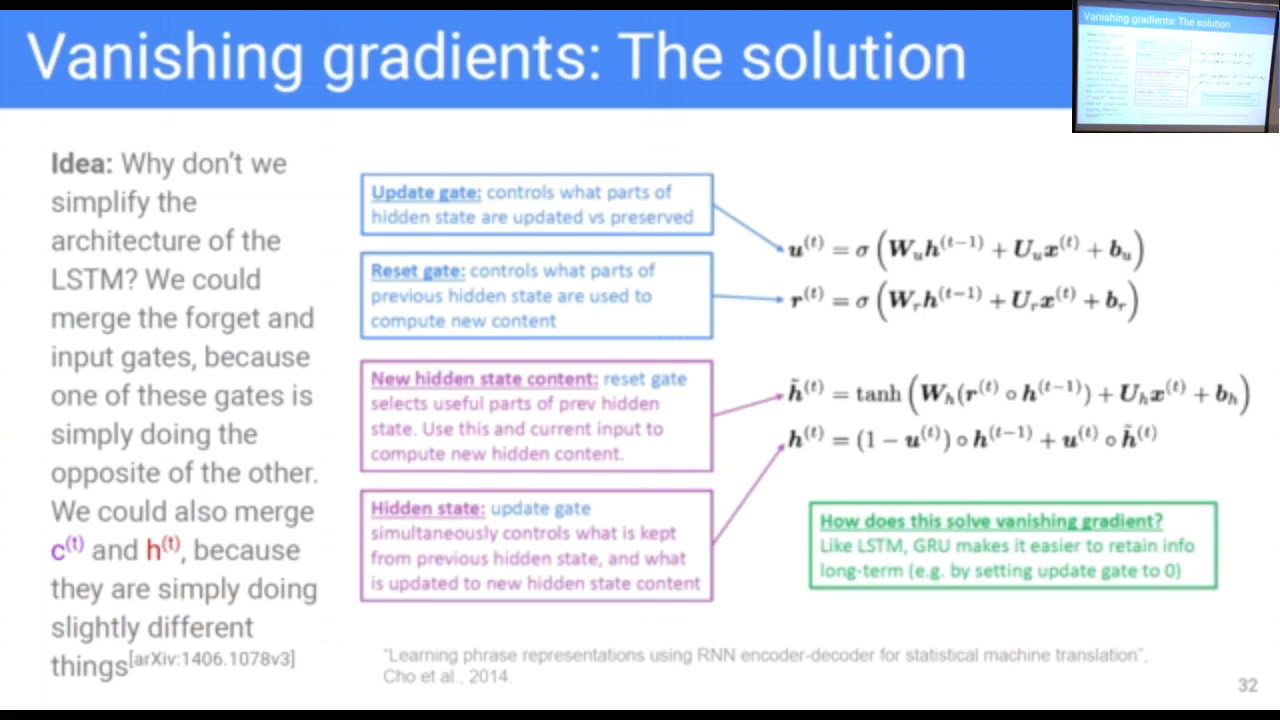 Vanishing gradients: The solution
Vanishing gradients: The solution
Idea: Why don't we
simplify the
architecture of the
LSTM? We could
merge the forget and
input gates, because
one of these gates is
simply doing the
opposite of the other.
We could also merge
c⁽ᵗ⁾ and h⁽ᵗ⁾, because
they are simply doing
slightly different
things[arXiv:1406.1078v3]
Update gate: controls what parts of
hidden state are updated vs preserved
Reset gate: controls what parts of
previous hidden state are used to
compute new content
New hidden state content: reset gate
selects useful parts of prev hidden
state. Use this and current input to
compute new hidden content.
Hidden state: update gate
simultaneously controls what is kept
from previous hidden state, and what
is updated to new hidden state content
u^(t) = σ(W_u h^(t−1) + U_u x^(t) + b_u)
r^(t) = σ(W_r h^(t−1) + U_r x^(t) + b_r)
h̃^(t) = tanh(W_h(r^(t) ∘ h^(t−1)) + U_h x^(t) + b_h)
h^(t) = (1 − u^(t)) ∘ h^(t−1) + u^(t) ∘ h̃^(t)
How does this solve vanishing gradient?
Like LSTM, GRU makes it easier to retain info
long-term (e.g. by setting update gate to 0)
"Learning phrase representations using RNN encoder-decoder for statistical machine translation",
Cho et al., 2014.
32